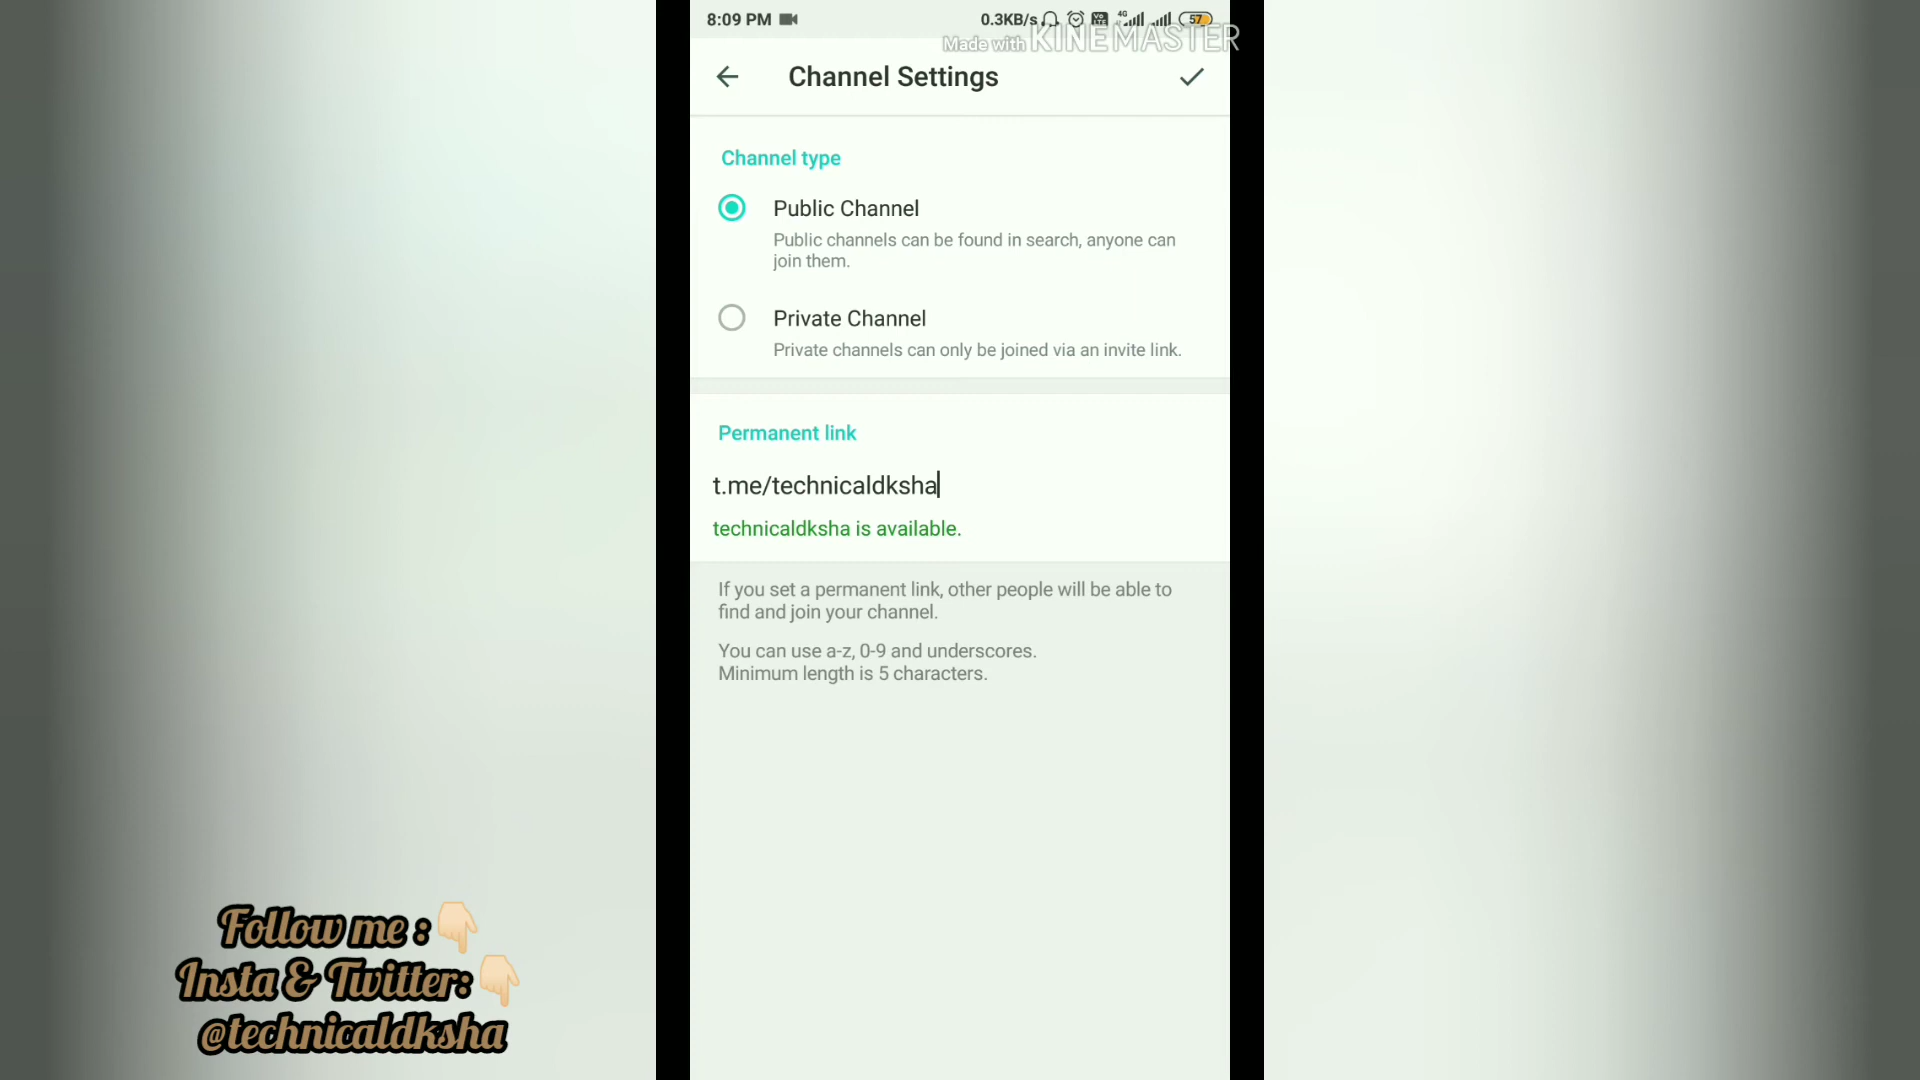 8:09 PM 0.3KB/s Vo LTE 4G 57
Made with KINEMASTER
Channel Settings
Channel type
Public Channel
Public channels can be found in search, anyone can
join them.
Private Channel
Private channels can only be joined via an invite link.
Permanent link
t.me/technicaldksha
technicaldksha is available.
If you set a permanent link, other people will be able to
find and join your channel.
You can use a-z, 0-9 and underscores.
Minimum length is 5 characters.
Follow me :👇🏻
Insta & Twitter:👇🏻
@technicaldksha